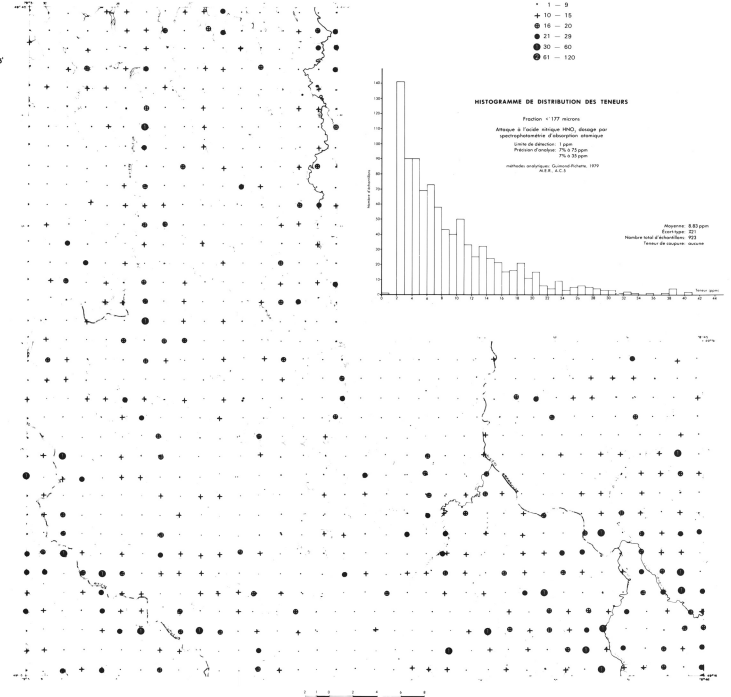 1 — 9
+ 10 — 15
16 — 20
21 — 29
30 — 60
61 — 120
HISTOGRAMME DE DISTRIBUTION DES TENEURS
Fraction < 177 microns
Attaque à l'acide nitrique HNO₃, dosage par
spectrophotométrie d'absorption atomique
Limite de détection: 1 ppm
Précision d'analyse: 7% à 75 ppm
7% à 35 ppm
méthodes analytiques: Guimond-Pichette, 1979
M.E.R., A.C.S
Nombre d'échantillons
140
130
120
110
100
90
80
70
60
50
40
30
20
10
Moyenne: 8.83 ppm
Ecart-type: 321
Nombre total d'échantillons: 923
Teneur de coupure: aucune
Teneur (ppm)
0 2 4 6 8 10 12 14 16 18 20 22 24 26 28 30 32 34 36 38 40 42 44